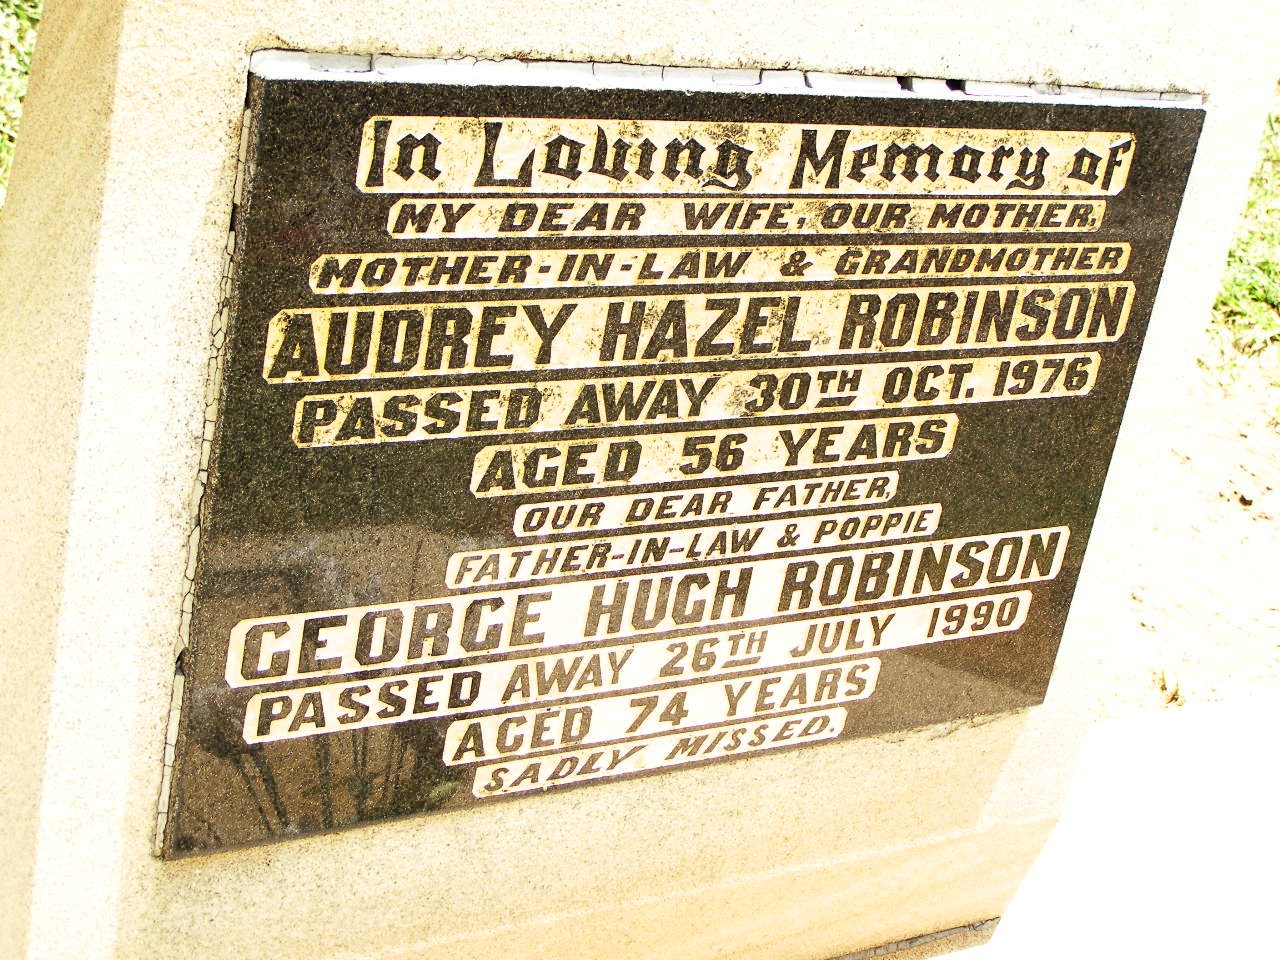 In Loving Memory of
MY DEAR WIFE, OUR MOTHER,
MOTHER-IN-LAW & GRANDMOTHER
AUDREY HAZEL ROBINSON
PASSED AWAY 30TH OCT. 1976
AGED 56 YEARS
OUR DEAR FATHER,
FATHER-IN-LAW & POPPIE
GEORGE HUGH ROBINSON
PASSED AWAY 26TH JULY 1990
AGED 74 YEARS
SADLY MISSED.